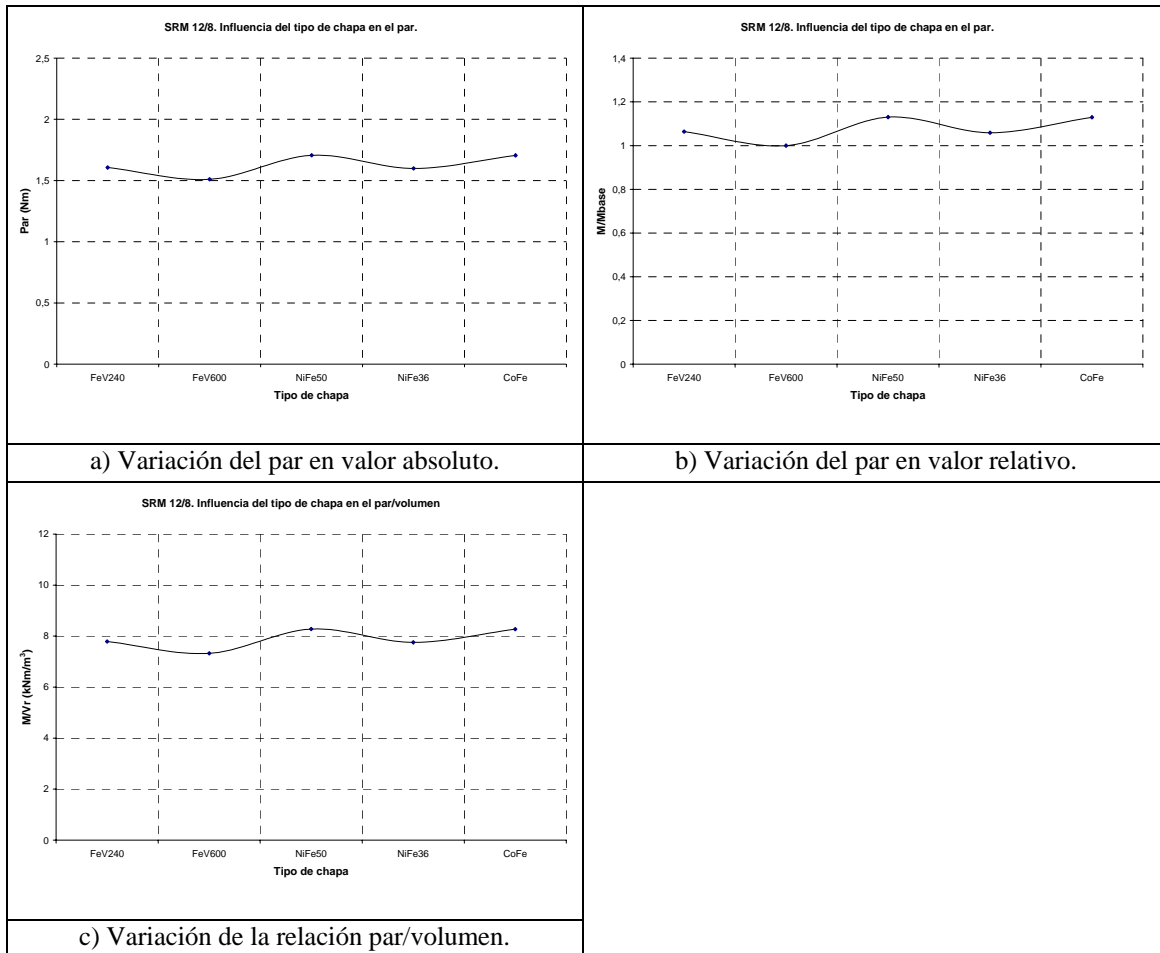 SRM 12/8. Influencia del tipo de chapa en el par.
2,5
2
1,5
1
0,5
0
Par (Nm)
FeV240 FeV600 NiFe50 NiFe36 CoFe
Tipo de chapa
a) Variación del par en valor absoluto.
SRM 12/8. Influencia del tipo de chapa en el par.
1,4
1,2
1
0,8
0,6
0,4
0,2
0
M/Mbase
FeV240 FeV600 NiFe50 NiFe36 CoFe
Tipo de chapa
b) Variación del par en valor relativo.
SRM 12/8. Influencia del tipo de chapa en el par/volumen
12
10
8
6
4
2
0
M/Vr (kNm/m³)
FeV240 FeV600 NiFe50 NiFe36 CoFe
Tipo de chapa
c) Variación de la relación par/volumen.